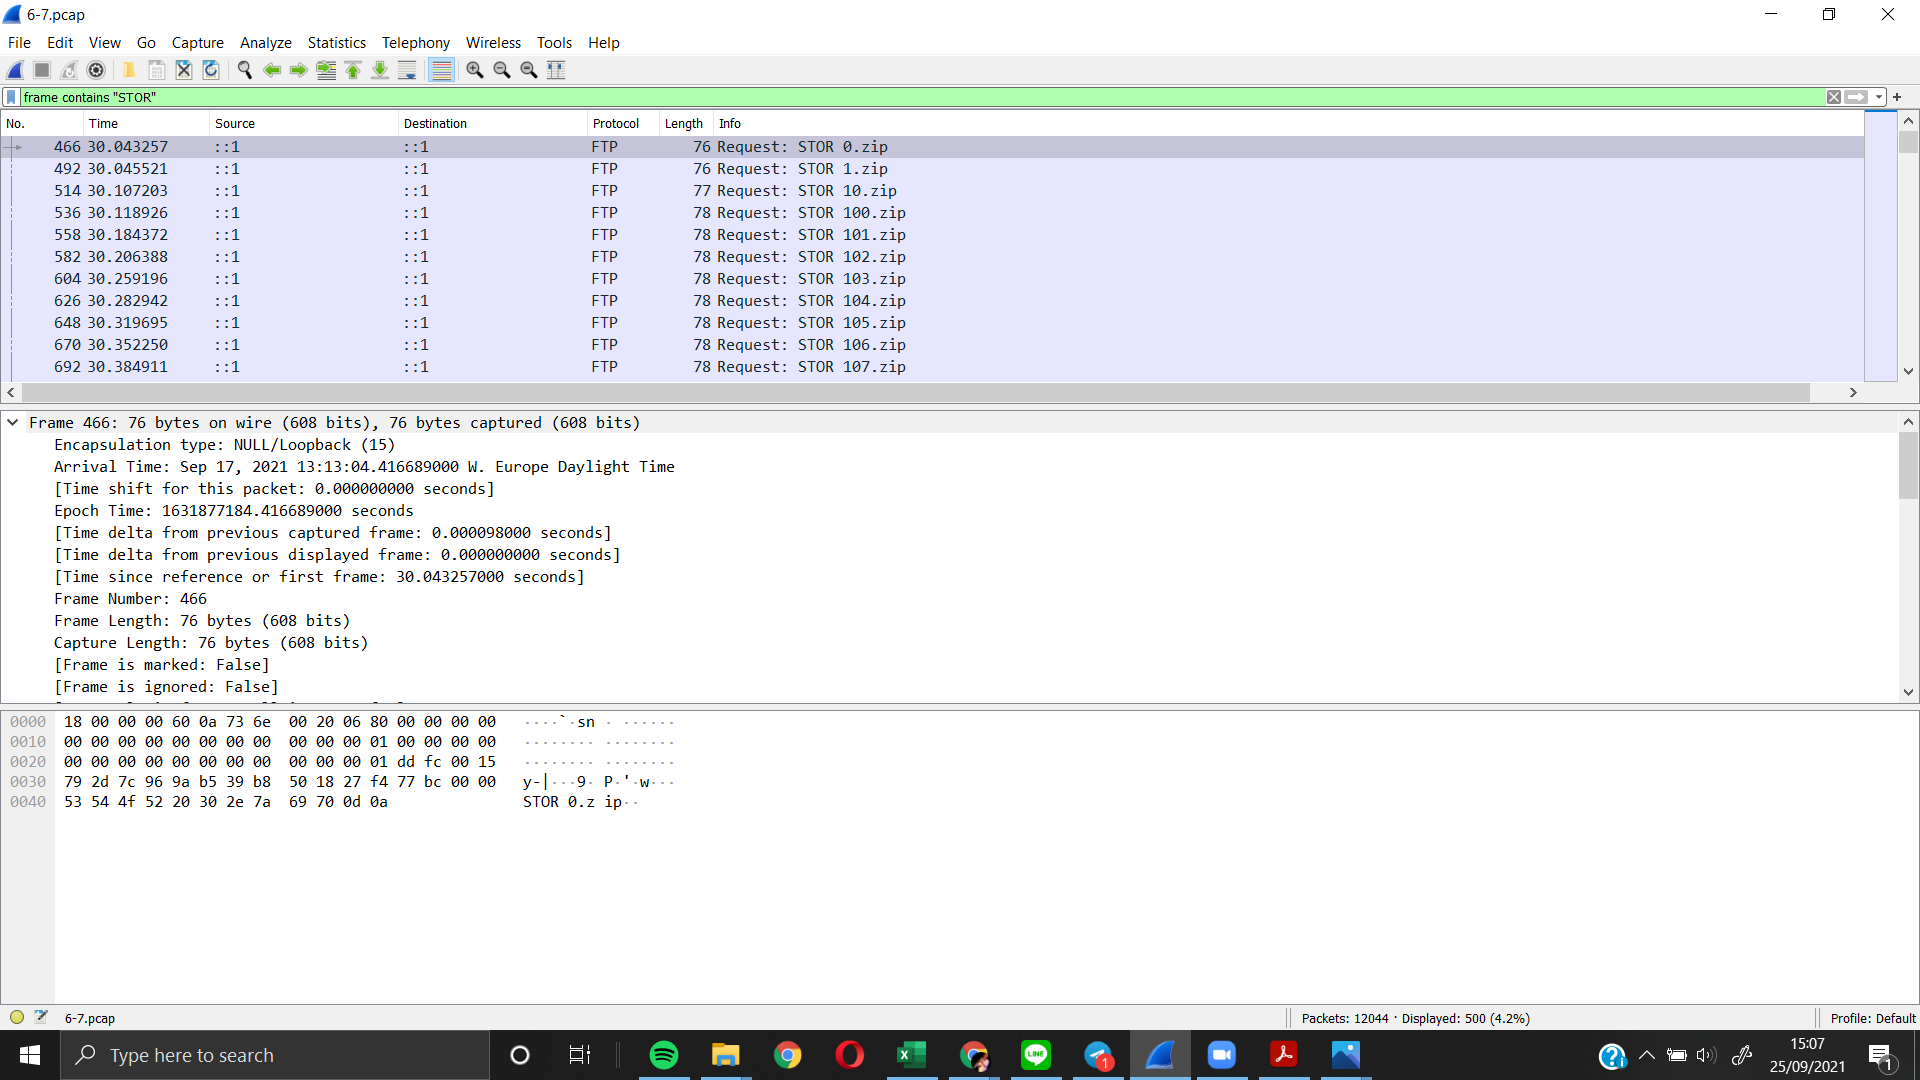 6-7.pcap
File Edit View Go Capture Analyze Statistics Telephony Wireless Tools Help
frame contains "STOR"
No. Time Source Destination Protocol Length Info
466 30.043257 ::1 ::1 FTP 76 Request: STOR 0.zip
492 30.045521 ::1 ::1 FTP 76 Request: STOR 1.zip
514 30.107203 ::1 ::1 FTP 77 Request: STOR 10.zip
536 30.118926 ::1 ::1 FTP 78 Request: STOR 100.zip
558 30.184372 ::1 ::1 FTP 78 Request: STOR 101.zip
582 30.206388 ::1 ::1 FTP 78 Request: STOR 102.zip
604 30.259196 ::1 ::1 FTP 78 Request: STOR 103.zip
626 30.282942 ::1 ::1 FTP 78 Request: STOR 104.zip
648 30.319695 ::1 ::1 FTP 78 Request: STOR 105.zip
670 30.352250 ::1 ::1 FTP 78 Request: STOR 106.zip
692 30.384911 ::1 ::1 FTP 78 Request: STOR 107.zip
Frame 466: 76 bytes on wire (608 bits), 76 bytes captured (608 bits)
Encapsulation type: NULL/Loopback (15)
Arrival Time: Sep 17, 2021 13:13:04.416689000 W. Europe Daylight Time
[Time shift for this packet: 0.000000000 seconds]
Epoch Time: 1631877184.416689000 seconds
[Time delta from previous captured frame: 0.000098000 seconds]
[Time delta from previous displayed frame: 0.000000000 seconds]
[Time since reference or first frame: 30.043257000 seconds]
Frame Number: 466
Frame Length: 76 bytes (608 bits)
Capture Length: 76 bytes (608 bits)
[Frame is marked: False]
[Frame is ignored: False]
0000 18 00 00 00 60 0a 73 6e 00 20 06 80 00 00 00 00 ····`·sn · ······
0010 00 00 00 00 00 00 00 00 00 00 00 01 00 00 00 00 ········ ········
0020 00 00 00 00 00 00 00 00 00 00 00 01 dd fc 00 15 ········ ········
0030 79 2d 7c 96 9a b5 39 b8 50 18 27 f4 77 bc 00 00 y-|···9· P·'·w···
0040 53 54 4f 52 20 30 2e 7a 69 70 0d 0a STOR 0.z ip··
6-7.pcap Packets: 12044 · Displayed: 500 (4.2%) Profile: Default
Type here to search
LINE
1
15:07
25/09/2021
1